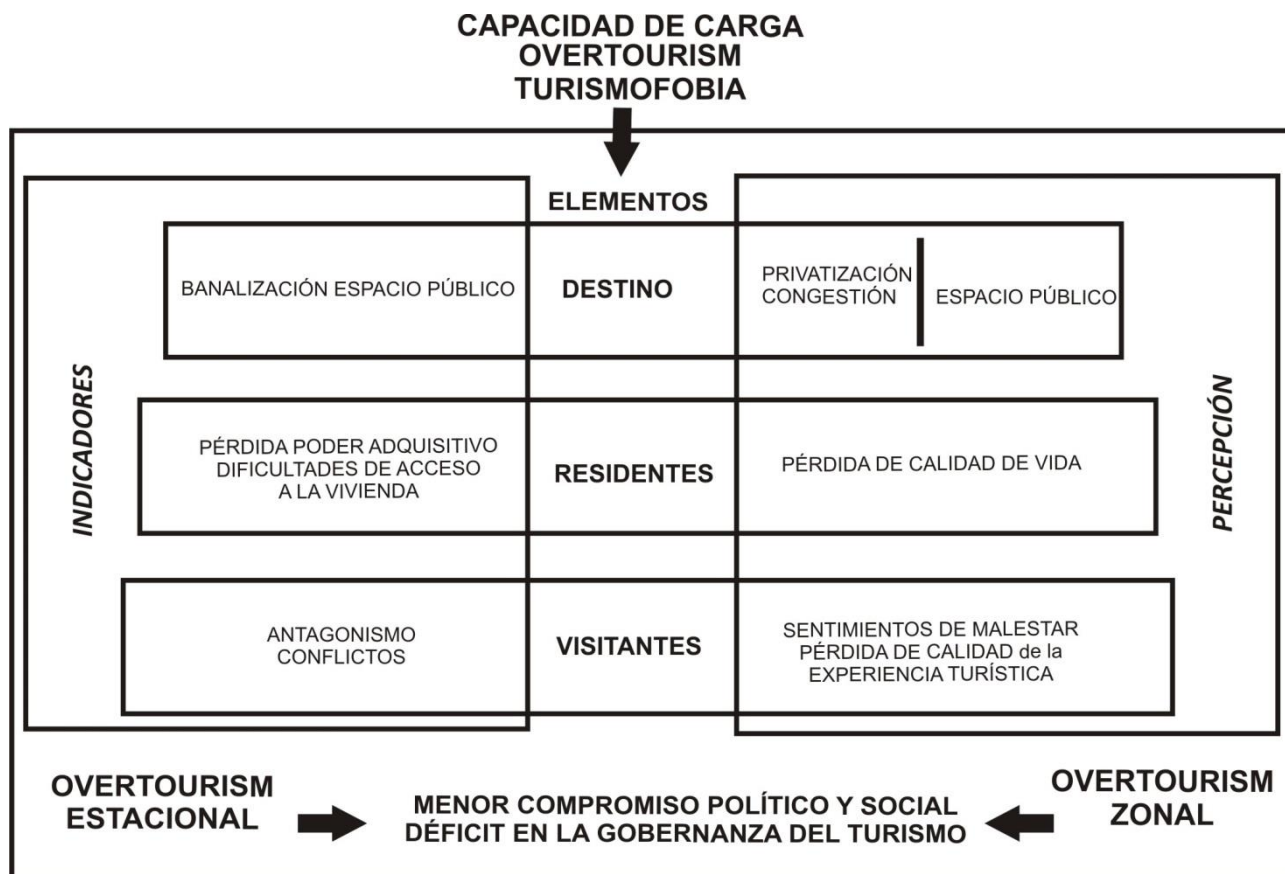 CAPACIDAD DE CARGA
OVERTOURISM
TURISMOFOBIA
ELEMENTOS
INDICADORES
BANALIZACIÓN ESPACIO PÚBLICO
DESTINO
PRIVATIZACIÓN
CONGESTIÓN
ESPACIO PÚBLICO
PÉRDIDA PODER ADQUISITIVO
DIFICULTADES DE ACCESO
A LA VIVIENDA
RESIDENTES
PÉRDIDA DE CALIDAD DE VIDA
ANTAGONISMO
CONFLICTOS
VISITANTES
SENTIMIENTOS DE MALESTAR
PÉRDIDA DE CALIDAD de la
EXPERIENCIA TURÍSTICA
PERCEPCIÓN
OVERTOURISM
ESTACIONAL
MENOR COMPROMISO POLÍTICO Y SOCIAL
DÉFICIT EN LA GOBERNANZA DEL TURISMO
OVERTOURISM
ZONAL